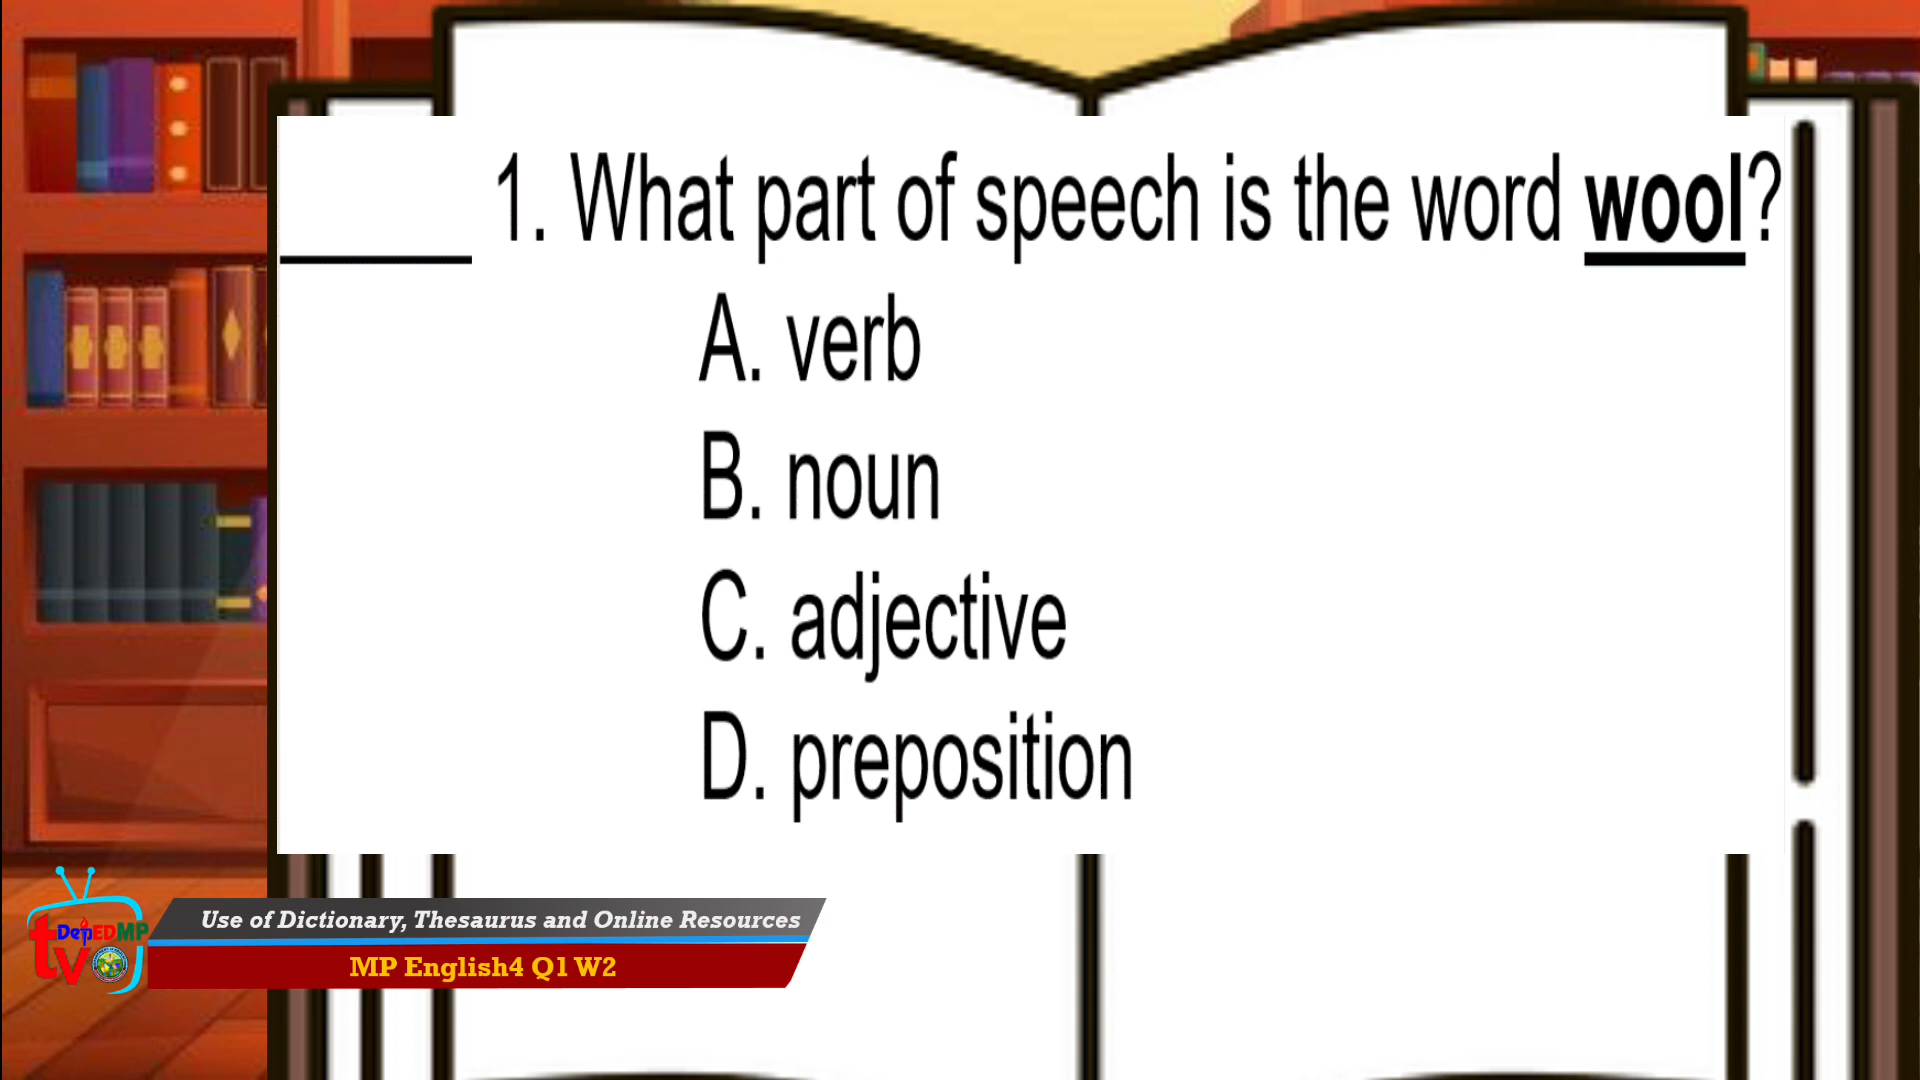 _____ 1. What part of speech is the word wool?
A. verb
B. noun
C. adjective
D. preposition
Use of Dictionary, Thesaurus and Online Resources
MP English4 Q1 W2
DepEDMP
tv